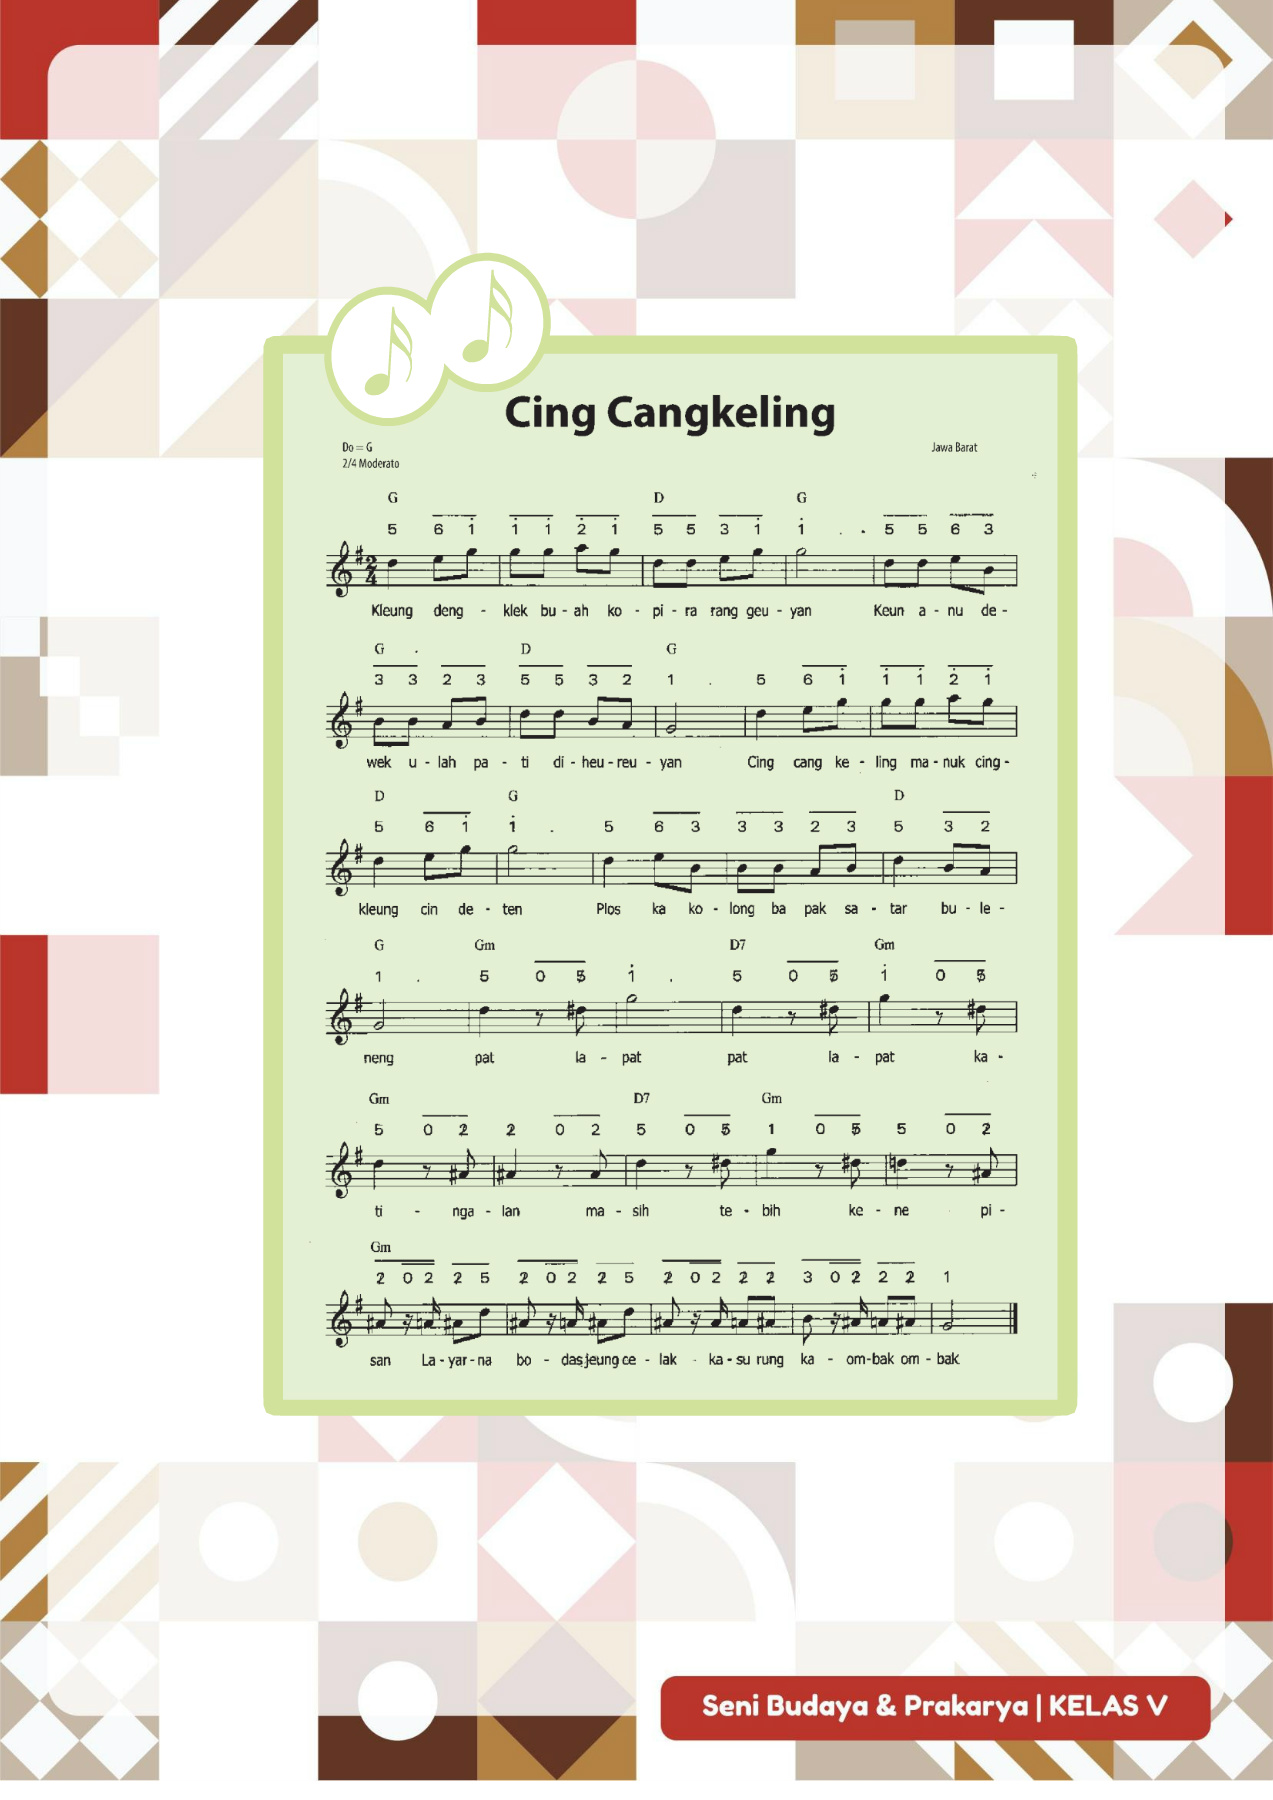 Cing Cangkeling
Do = G
Jawa Barat
2/4 Moderato
G D G
5 6 1̇ 1̇ 1̇ 2̇ 1̇ 5 5 3 1̇ 1̇ . . 5 5 6 3
2 4
Kleung deng - klek bu - ah ko - pi - ra rang geu - yan Keun a - nu de -
G . D G
3 3 2 3 5 5 3 2 1 . 5 6 1̇ 1̇ 1̇ 2̇ 1̇
wek u - lah pa - ti di - heu - reu - yan Cing cang ke - ling ma - nuk cing -
D G D
5 6 1̇ 1̇ . 5 6 3 3 3 2 3 5 3 2
kleung cin de - ten Plos ka ko - long ba pak sa - tar bu - le -
G Gm D7 Gm
1 . 5 0 5̸ 1̇ . 5 0 5̸ 1̇ 0 5̸
neng pat la - pat pat la - pat ka -
Gm D7 Gm
5 0 2̸ 2̸ 0 2 5 0 5̸ 1 0 5̸ 5 0 2̸
ti - nga - lan ma - sih te - bih ke - ne pi -
Gm
2̸ 0 2 2̸ 5 2̸ 0 2 2̸ 5 2̸ 0 2 2̸ 2̸ 3 0 2̸ 2 2̸ 1
san La - yar - na bo - das jeung ce - lak - ka - su rung ka - om - bak om - bak
Seni Budaya & Prakarya | KELAS V